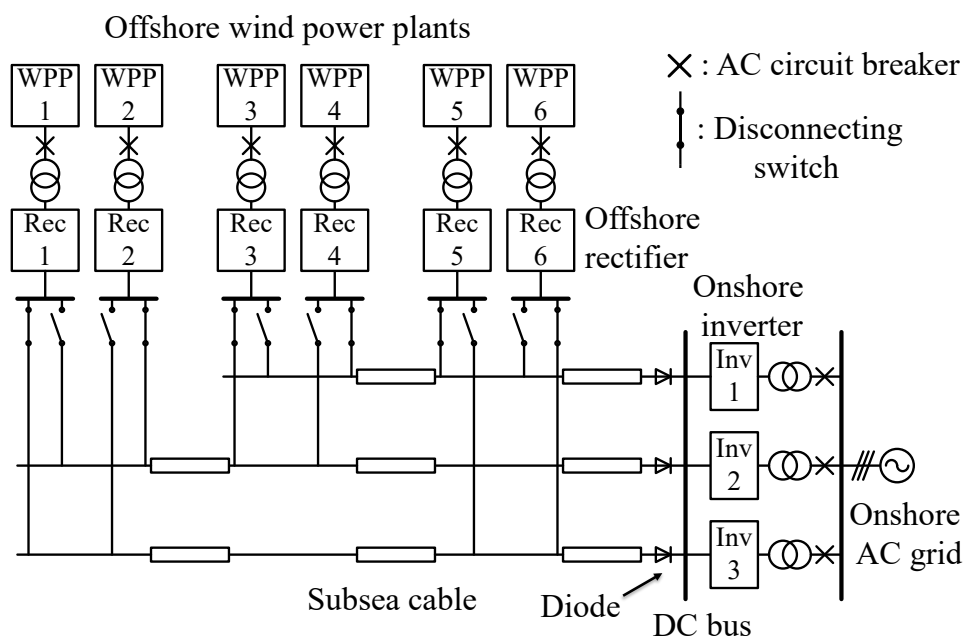 Offshore wind power plants
WPP
1
WPP
2
WPP
3
WPP
4
WPP
5
WPP
6
: AC circuit breaker
: Disconnecting
switch
Rec
1
Rec
2
Rec
3
Rec
4
Rec
5
Rec
6
Offshore
rectifier
Onshore
inverter
Inv
1
Inv
2
Inv
3
Onshore
AC grid
Subsea cable
Diode
DC bus